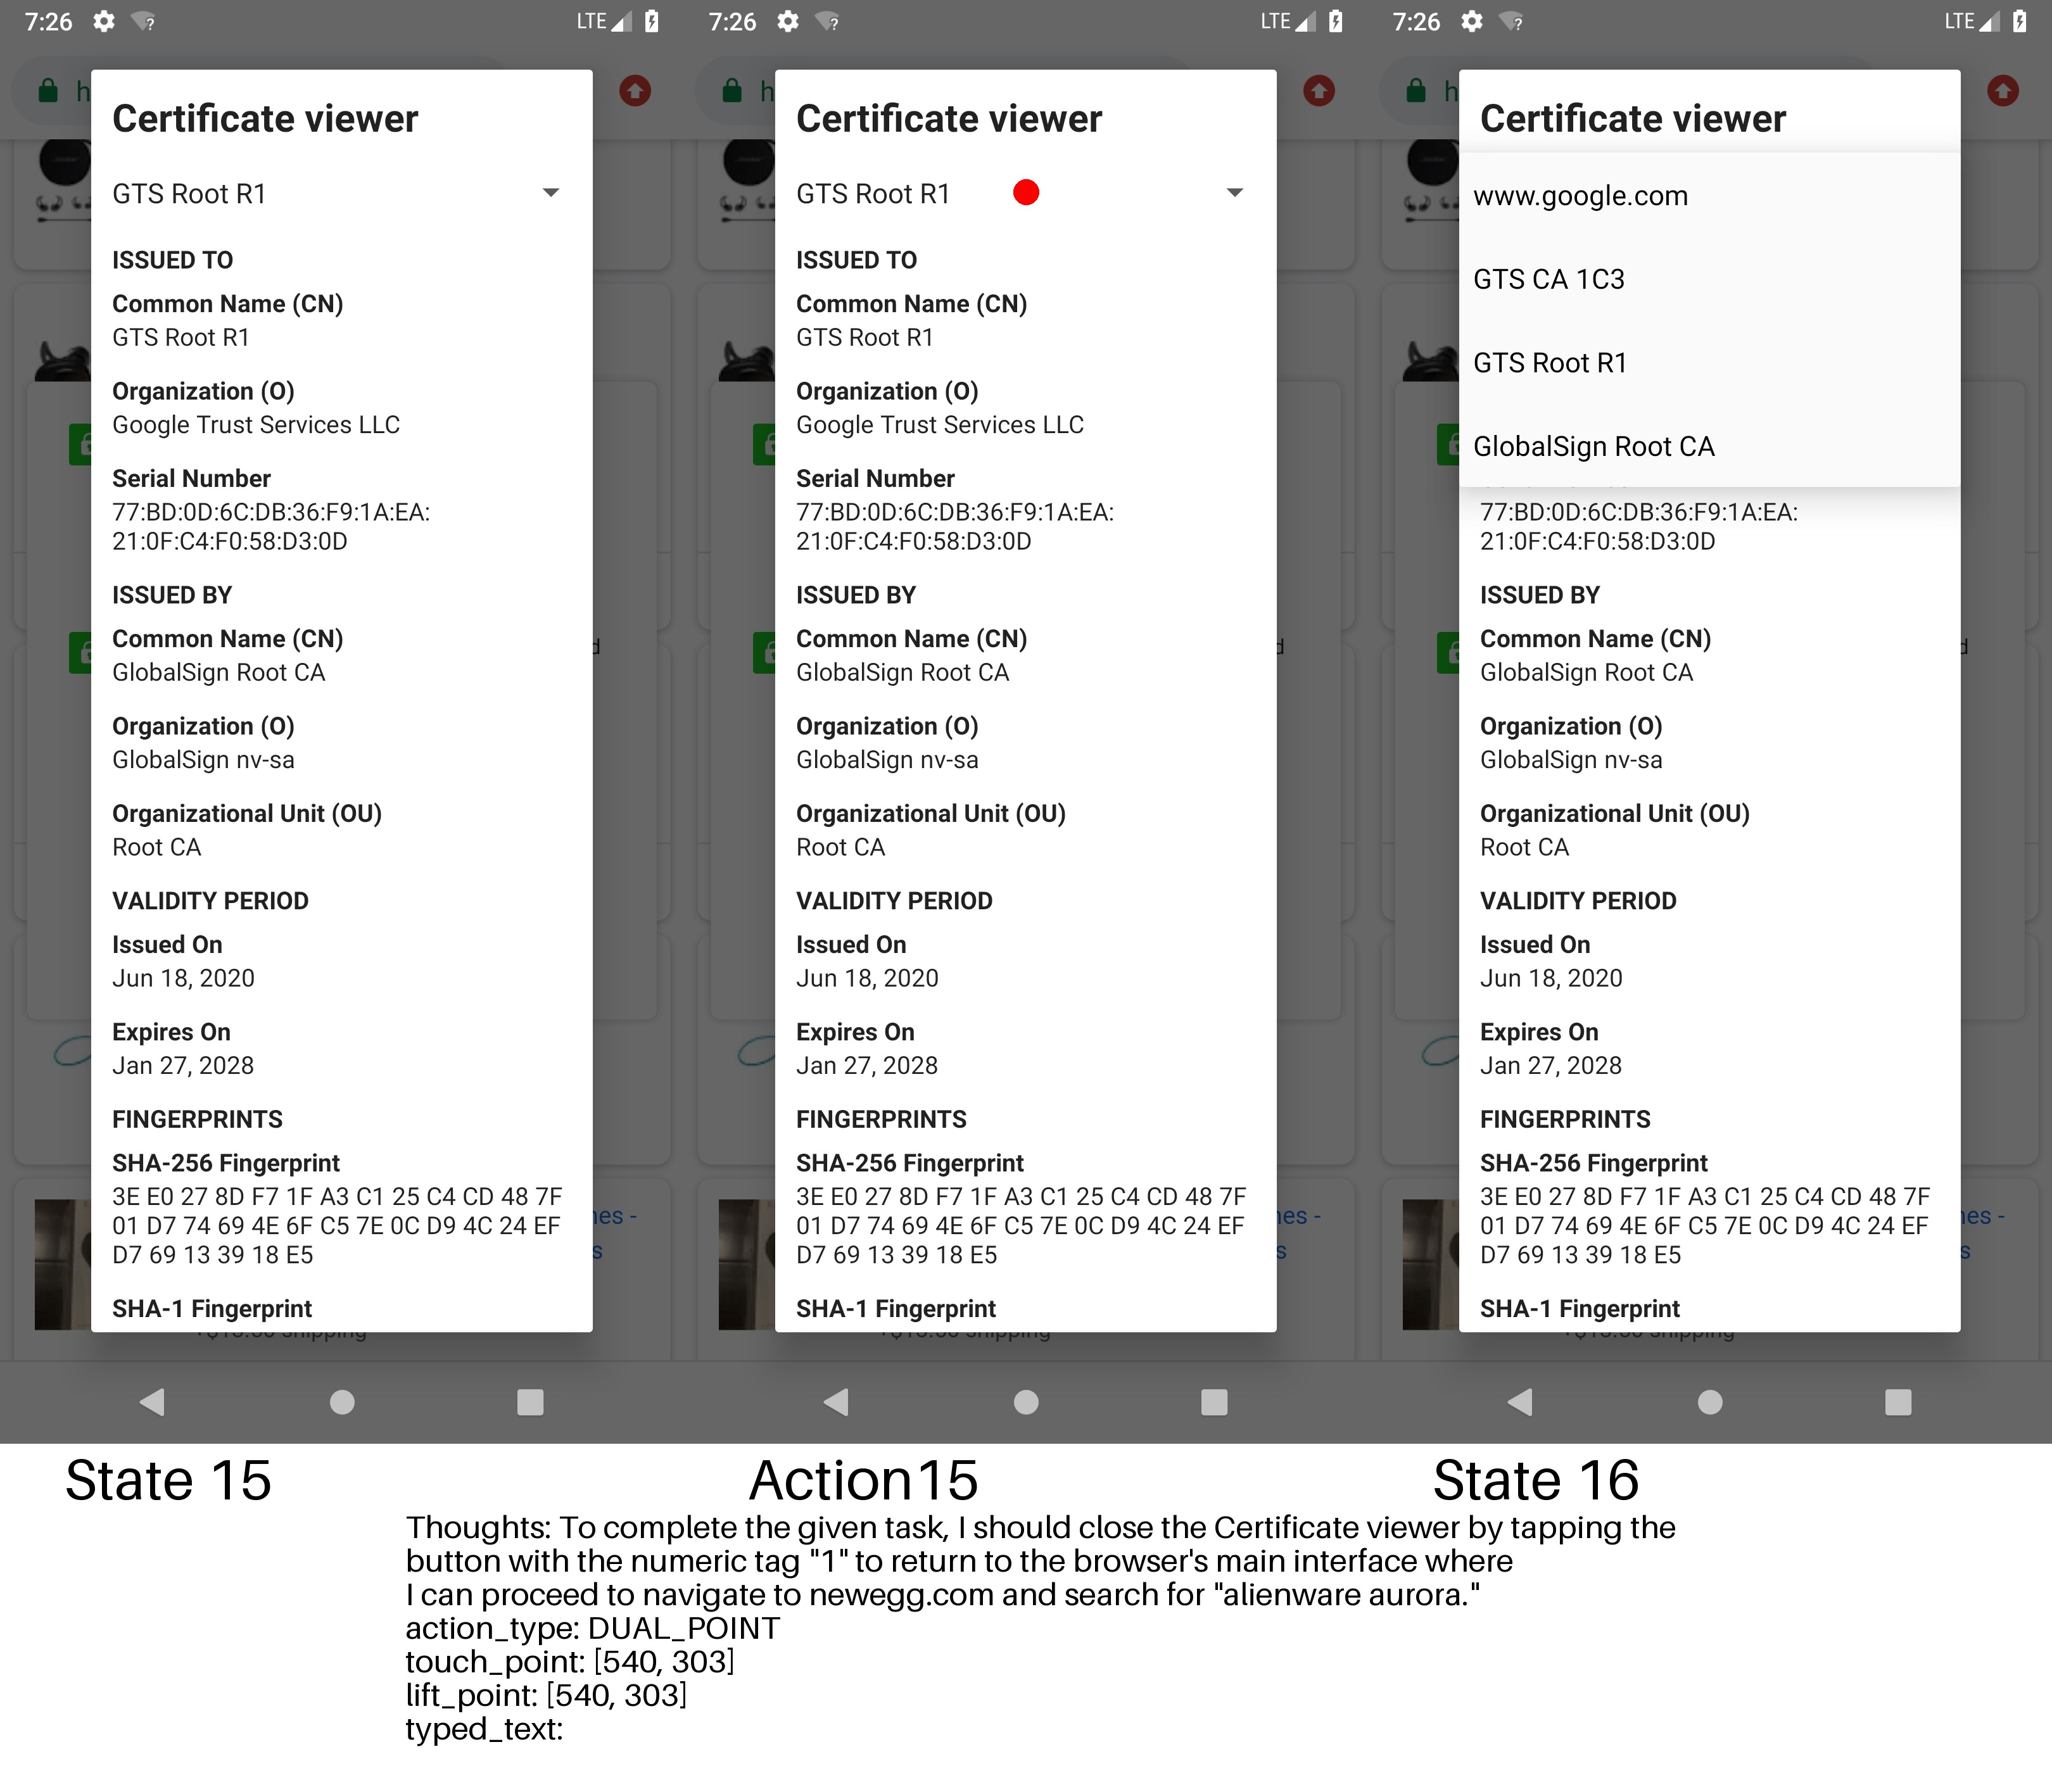 7:26
LTE
h
Certificate viewer
GTS Root R1
ISSUED TO
Common Name (CN)
GTS Root R1
Organization (O)
Google Trust Services LLC
Serial Number
77:BD:0D:6C:DB:36:F9:1A:EA:
21:0F:C4:F0:58:D3:0D
ISSUED BY
Common Name (CN)
GlobalSign Root CA
Organization (O)
GlobalSign nv-sa
Organizational Unit (OU)
Root CA
VALIDITY PERIOD
Issued On
Jun 18, 2020
Expires On
Jan 27, 2028
FINGERPRINTS
SHA-256 Fingerprint
3E E0 27 8D F7 1F A3 C1 25 C4 CD 48 7F
01 D7 74 69 4E 6F C5 7E 0C D9 4C 24 EF
D7 69 13 39 18 E5
SHA-1 Fingerprint
d
nes -
s
shipping
State 15
7:26
LTE
h
Certificate viewer
GTS Root R1
ISSUED TO
Common Name (CN)
GTS Root R1
Organization (O)
Google Trust Services LLC
Serial Number
77:BD:0D:6C:DB:36:F9:1A:EA:
21:0F:C4:F0:58:D3:0D
ISSUED BY
Common Name (CN)
GlobalSign Root CA
Organization (O)
GlobalSign nv-sa
Organizational Unit (OU)
Root CA
VALIDITY PERIOD
Issued On
Jun 18, 2020
Expires On
Jan 27, 2028
FINGERPRINTS
SHA-256 Fingerprint
3E E0 27 8D F7 1F A3 C1 25 C4 CD 48 7F
01 D7 74 69 4E 6F C5 7E 0C D9 4C 24 EF
D7 69 13 39 18 E5
SHA-1 Fingerprint
d
nes -
s
shipping
Action15
7:26
LTE
h
Certificate viewer
www.google.com
GTS CA 1C3
GTS Root R1
GlobalSign Root CA
77:BD:0D:6C:DB:36:F9:1A:EA:
21:0F:C4:F0:58:D3:0D
ISSUED BY
Common Name (CN)
GlobalSign Root CA
Organization (O)
GlobalSign nv-sa
Organizational Unit (OU)
Root CA
VALIDITY PERIOD
Issued On
Jun 18, 2020
Expires On
Jan 27, 2028
FINGERPRINTS
SHA-256 Fingerprint
3E E0 27 8D F7 1F A3 C1 25 C4 CD 48 7F
01 D7 74 69 4E 6F C5 7E 0C D9 4C 24 EF
D7 69 13 39 18 E5
SHA-1 Fingerprint
d
nes -
s
shipping
State 16
Thoughts: To complete the given task, I should close the Certificate viewer by tapping the
button with the numeric tag "1" to return to the browser's main interface where
I can proceed to navigate to newegg.com and search for "alienware aurora."
action_type: DUAL_POINT
touch_point: [540, 303]
lift_point: [540, 303]
typed_text: